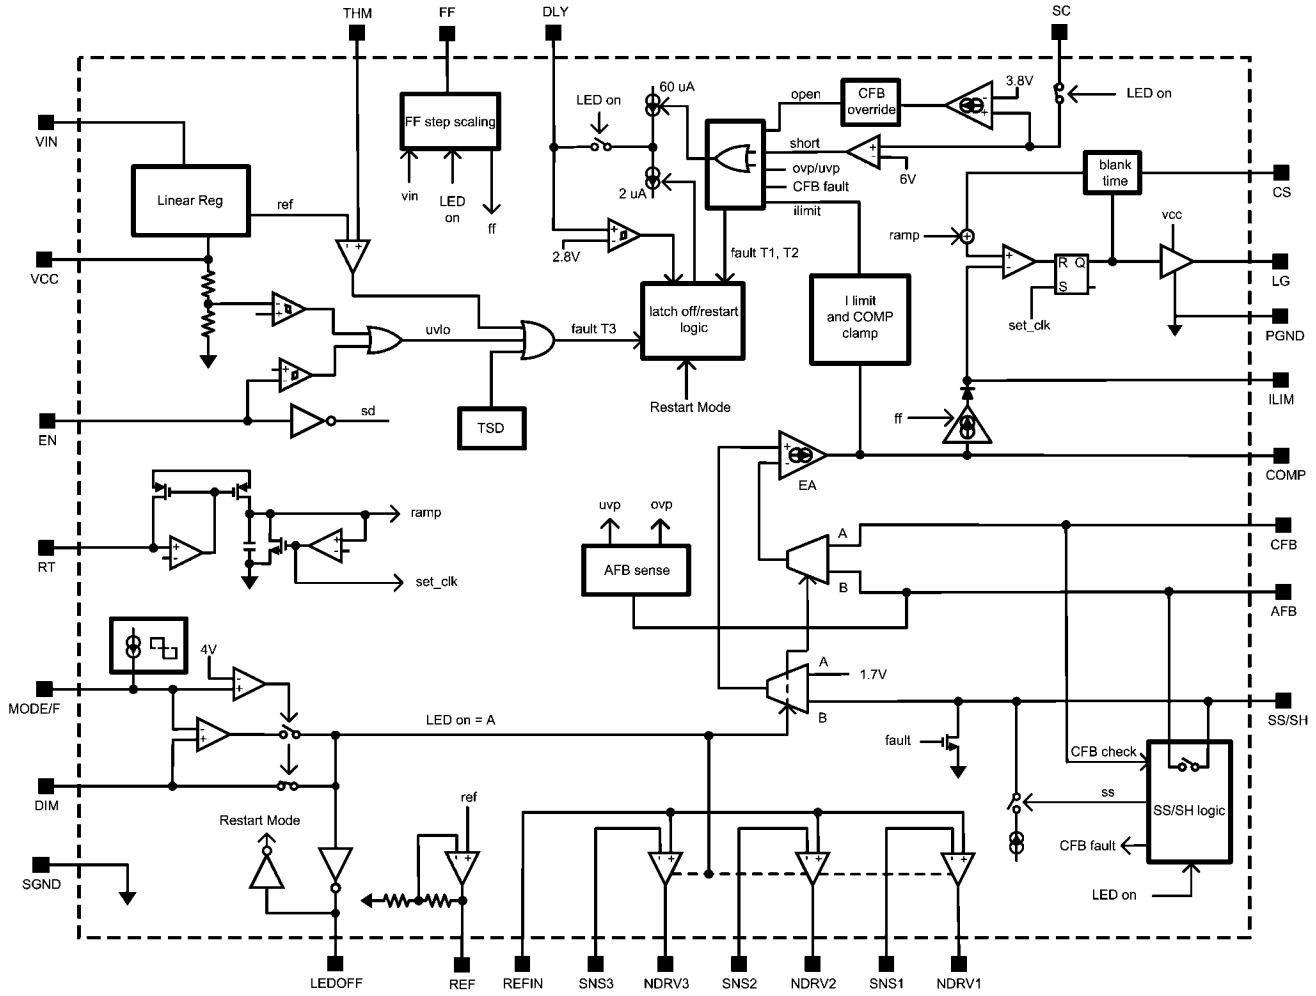 THM
FF
DLY
SC
60 uA
LED on
3.8V
LED on
open
CFB
override
FF step scaling
VIN
short
6V
ovp/uvp
CFB fault
ilimit
blank
time
CS
Linear Reg
ref
vin
LED
on
ff
2 uA
2.8V
fault T1, T2
ramp
vcc
R
Q
S
LG
VCC
set_clk
PGND
I limit
and COMP
clamp
latch off/restart
logic
uvlo
fault T3
Restart Mode
TSD
sd
EN
ff
ILIM
EA
COMP
ramp
set_clk
RT
uvp
ovp
AFB sense
A
B
CFB
AFB
4V
MODE/F
A
1.7V
B
SS/SH
LED on = A
fault
CFB check
DIM
ss
SS/SH logic
CFB fault
LED on
Restart Mode
ref
SGND
LEDOFF
REF
REFIN
SNS3
NDRV3
SNS2
NDRV2
SNS1
NDRV1
+
-
+
-
+
-
+
-
+
-
+
-
+
-
+
-
+
-
+
-
+
-
+
-
+
-
+
-
+
-
+
-
+